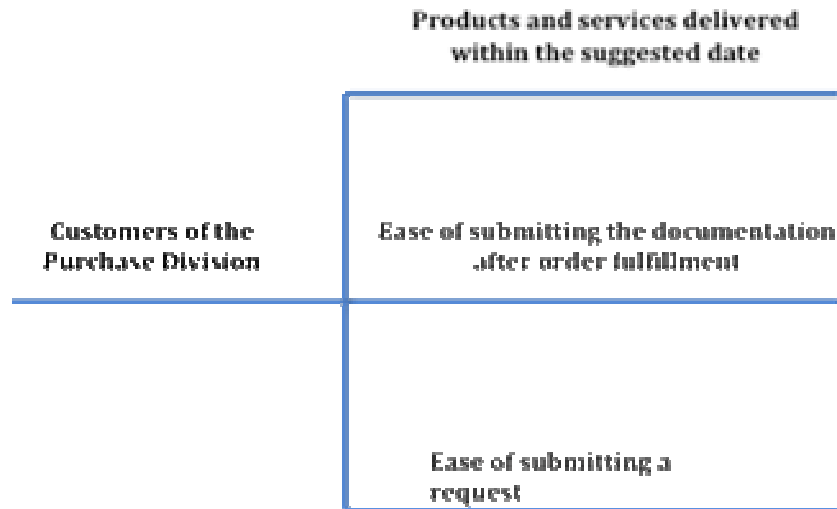 Products and services delivered
within the suggested date
Customers of the
Purchase Division
Ease of submitting the documentation
after order fulfillment
Ease of submitting a
request